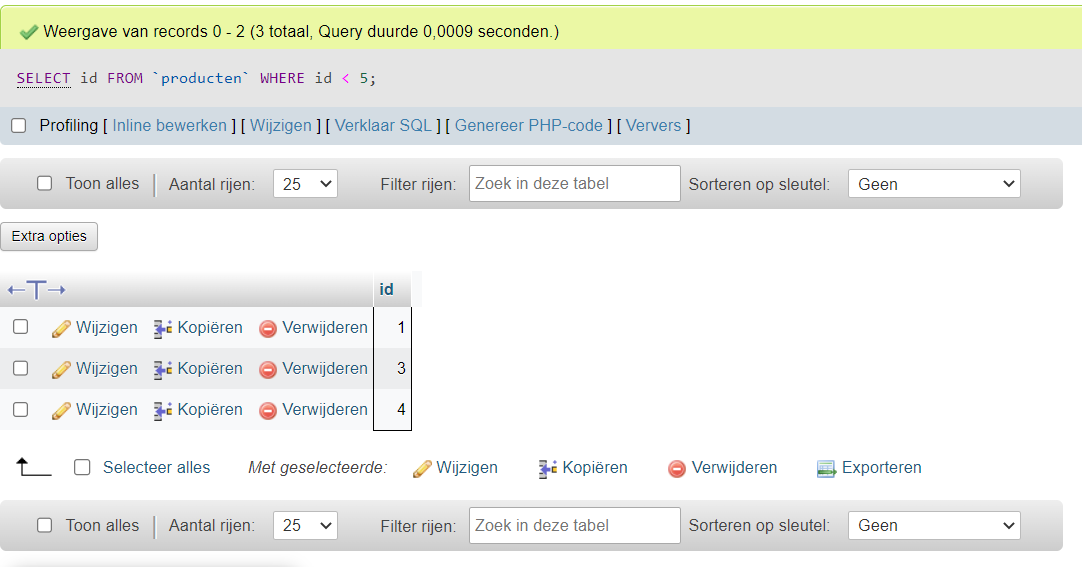 Weergave van records 0 - 2 (3 totaal, Query duurde 0,0009 seconden.)
SELECT id FROM `producten` WHERE id < 5;
Profiling [ Inline bewerken ] [ Wijzigen ] [ Verklaar SQL ] [ Genereer PHP-code ] [ Ververs ]
Toon alles | Aantal rijen: 25 Filter rijen: Zoek in deze tabel Sorteren op sleutel: Geen
Extra opties
←T→ id
Wijzigen Kopiëren Verwijderen 1
Wijzigen Kopiëren Verwijderen 3
Wijzigen Kopiëren Verwijderen 4
Selecteer alles Met geselecteerde: Wijzigen Kopiëren Verwijderen Exporteren
Toon alles | Aantal rijen: 25 Filter rijen: Zoek in deze tabel Sorteren op sleutel: Geen